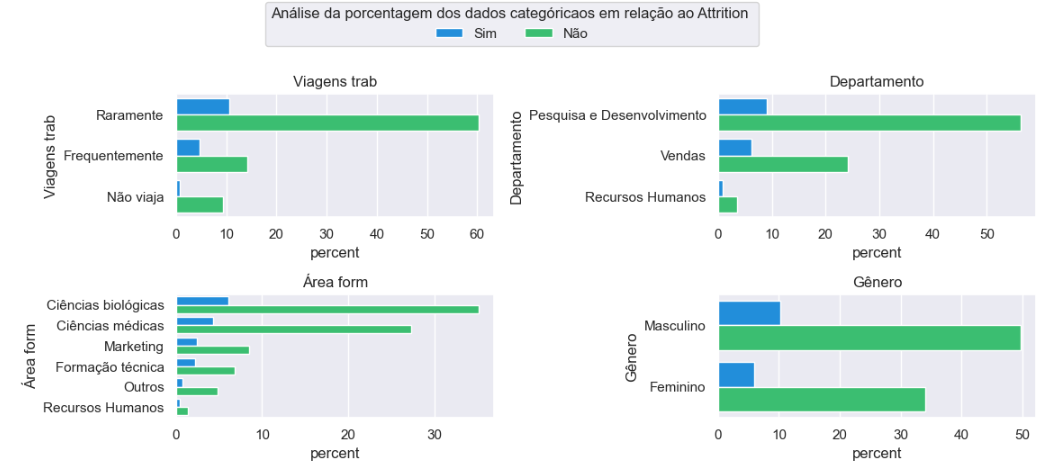 Análise da porcentagem dos dados categóricaos em relação ao Attrition
Sim Não
Viagens trab
Viagens trab
Raramente
Frequentemente
Não viaja
0 10 20 30 40 50 60
percent
Departamento
Departamento
Pesquisa e Desenvolvimento
Vendas
Recursos Humanos
0 10 20 30 40 50
percent
Área form
Área form
Ciências biológicas
Ciências médicas
Marketing
Formação técnica
Outros
Recursos Humanos
0 10 20 30
percent
Gênero
Gênero
Masculino
Feminino
0 10 20 30 40 50
percent